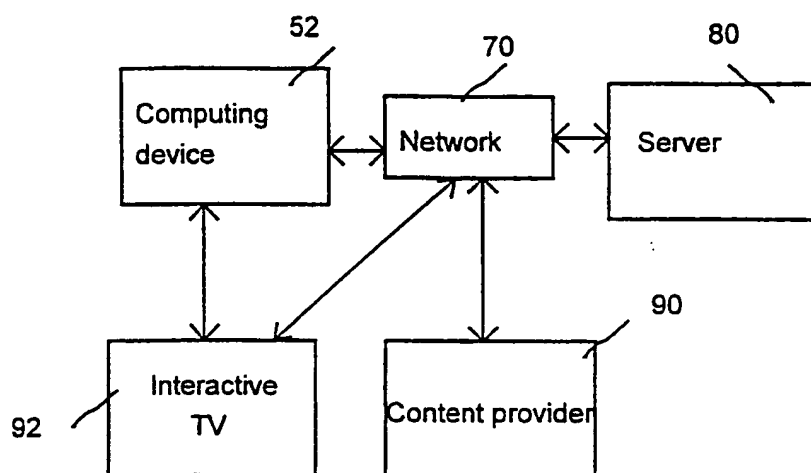 52
70
80
Computing
device
Network
Server
90
Interactive
TV
Content provider
92